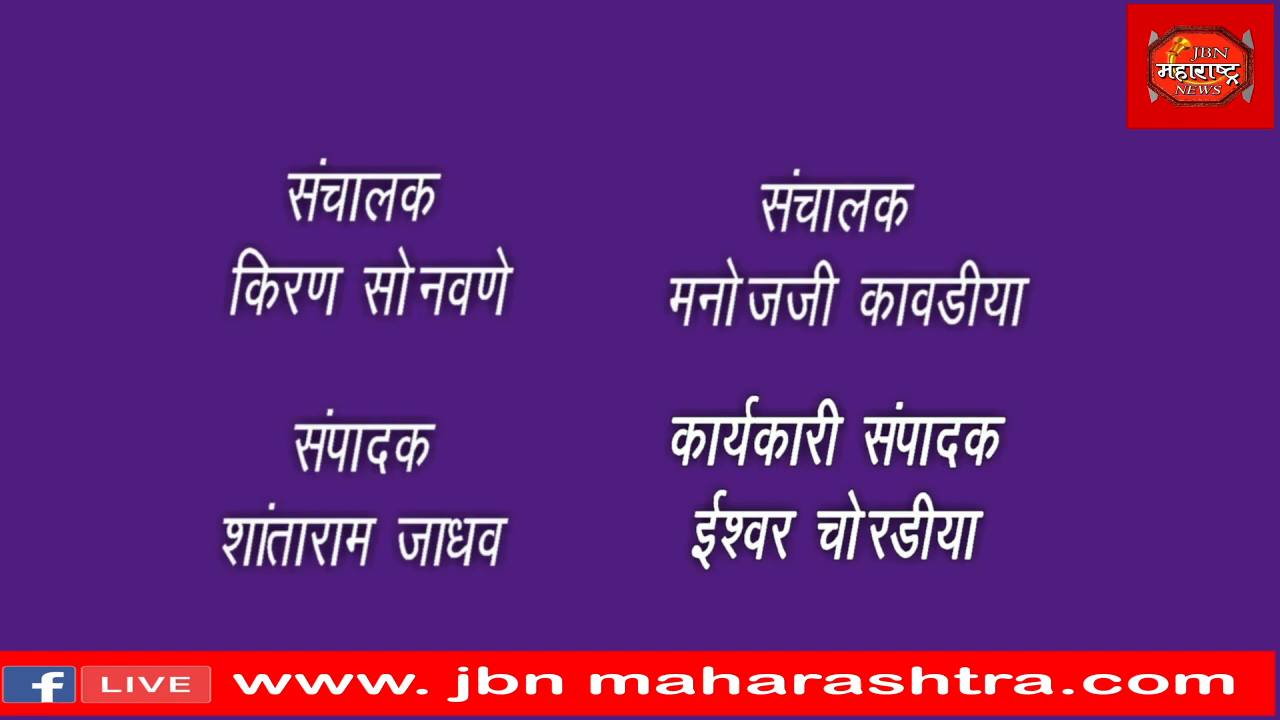 JBN
महाराष्ट्र
NEWS
संचालक
किरण सोनवणे
संचालक
मनोजजी कावडीया
संपादक
शांताराम जाधव
कार्यकारी संपादक
ईश्वर चोरडीया
f LIVE www. jbn maharashtra.com